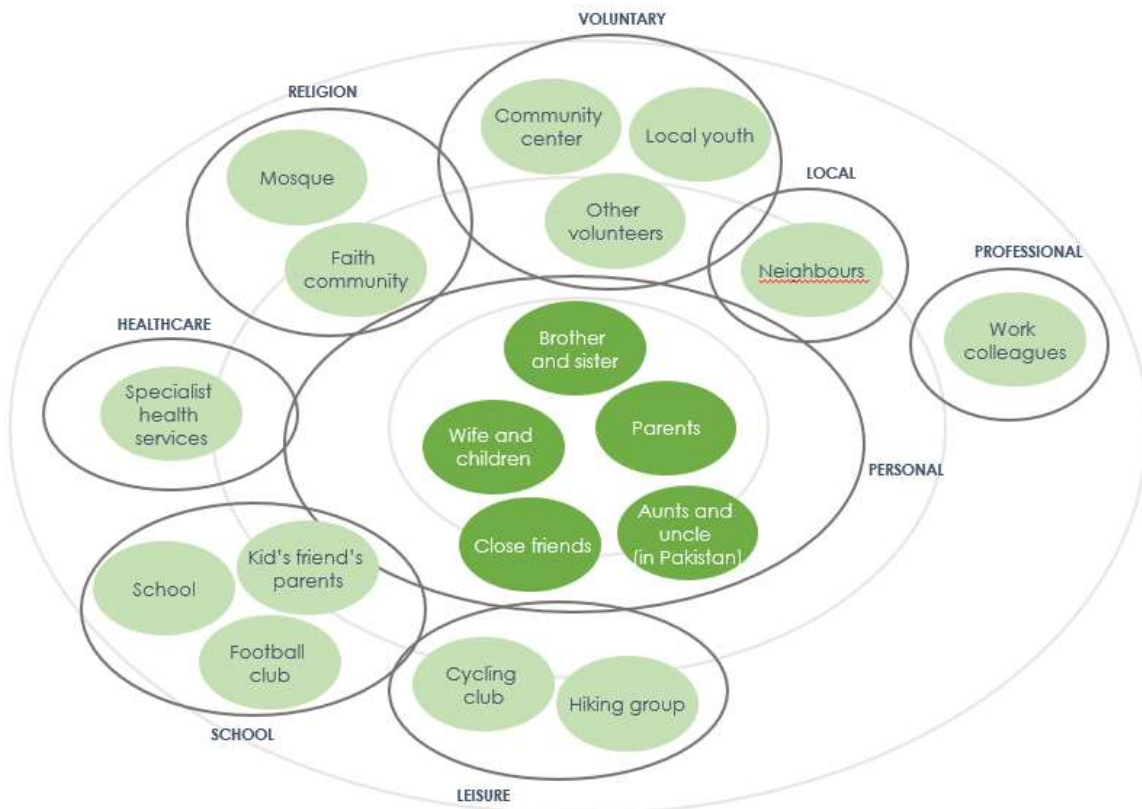 VOLUNTARY
Community
center
Local youth
Other
volunteers
RELIGION
Mosque
Faith
community
LOCAL
Neighbours
PROFESSIONAL
Work
colleagues
HEALTHCARE
Specialist
health
services
Brother
and sister
Wife and
children
Parents
Close friends
Aunts and
uncle
(in Pakistan)
PERSONAL
School
Kid's friend's
parents
Football
club
SCHOOL
Cycling
club
Hiking group
LEISURE